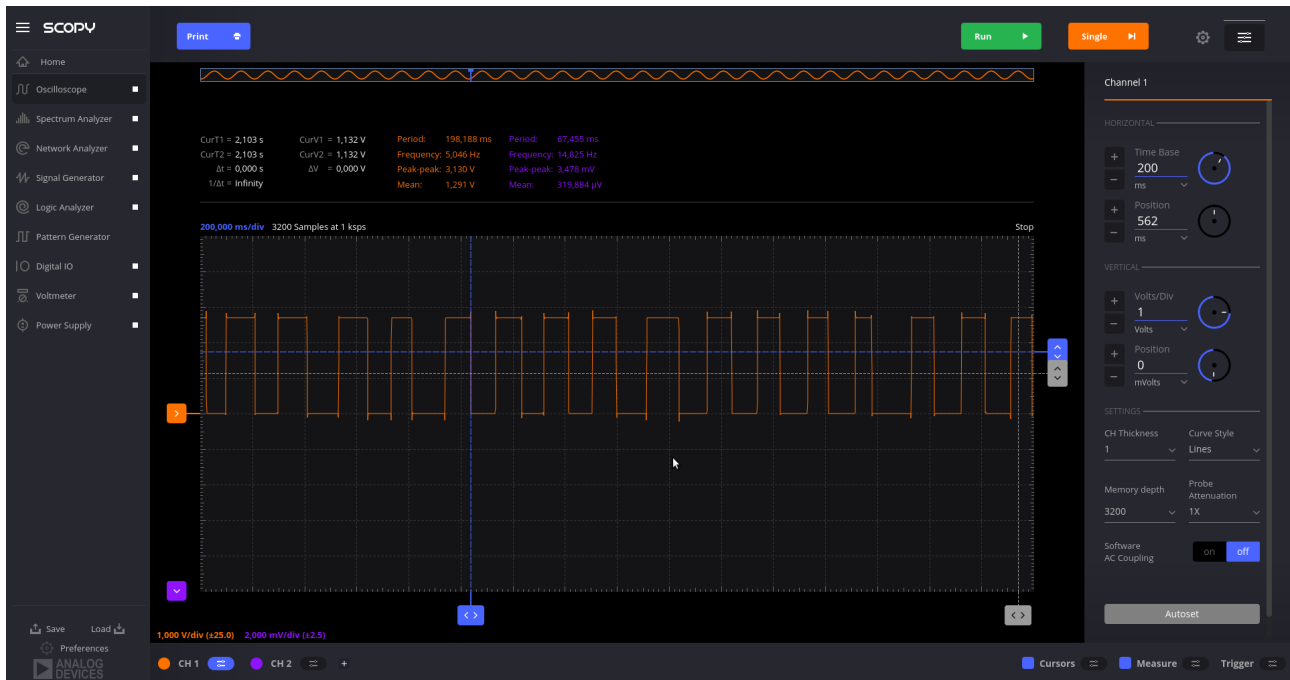 SCOPY
Print
Run
Single
Home
Oscilloscope
Spectrum Analyzer
Network Analyzer
Signal Generator
Logic Analyzer
Pattern Generator
Digital IO
Voltmeter
Power Supply
Save Load
Preferences
ANALOG
DEVICES
CurT1 = 2,103 s CurV1 = 1,132 V Period: 198,188 ms Period: 67,455 ms
CurT2 = 2,103 s CurV2 = 1,132 V Frequency: 5,046 Hz Frequency: 14,825 Hz
Δt = 0,000 s ΔV = 0,000 V Peak-peak: 3,130 V Peak-peak: 3,478 mV
1/Δt = Infinity Mean: 1,291 V Mean: 319,884 µV
200,000 ms/div 3200 Samples at 1 ksps Stop
1,000 V/div (±25.0) 2,000 mV/div (±2.5)
CH 1 CH 2 + Cursors Measure Trigger
Channel 1
HORIZONTAL
Time Base
+ 200
- ms
Position
+ 562
- ms
VERTICAL
Volts/Div
+ 1
- Volts
Position
+ 0
- mVolts
SETTINGS
CH Thickness Curve Style
1 Lines
Memory depth Probe Attenuation
3200 1X
Software
AC Coupling on off
Autoset